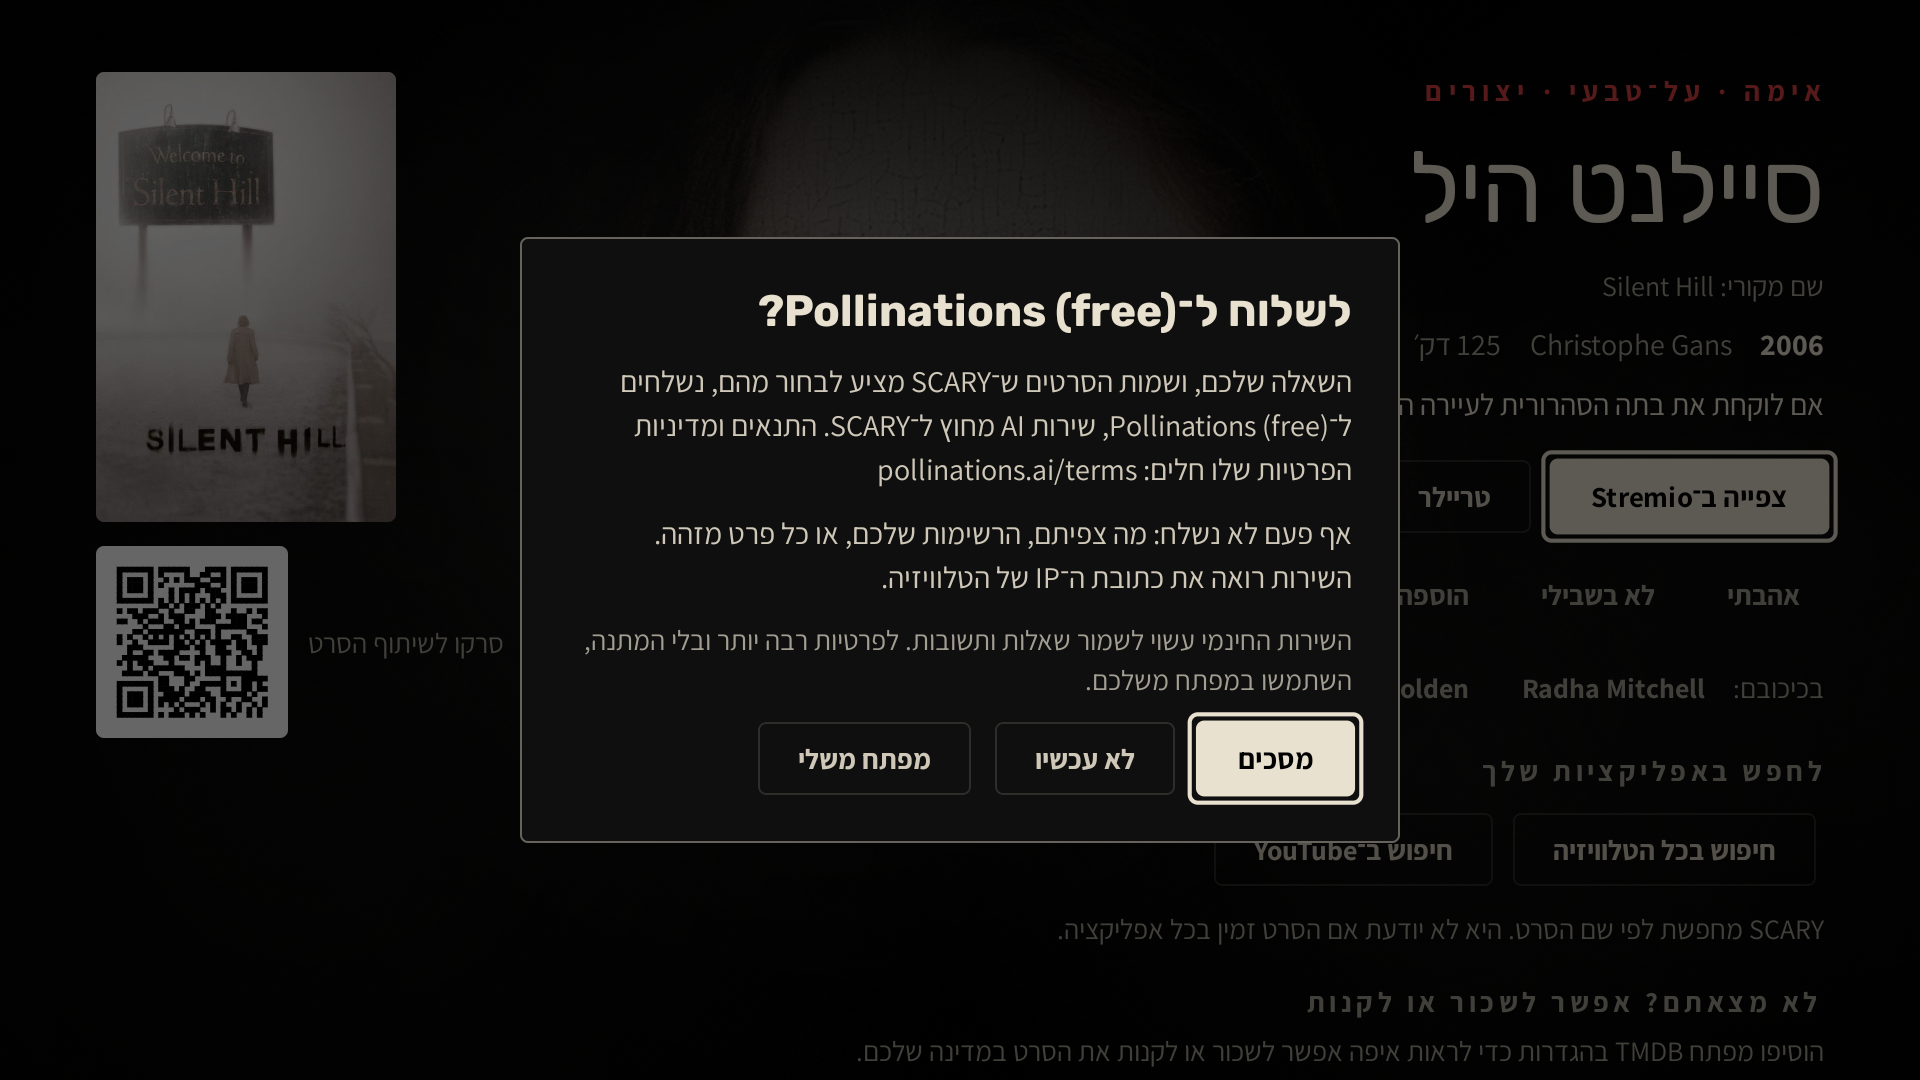 אימה · על־טבעי · יצורים
סיילנט היל
שם מקורי: Silent Hill
2006 Christophe Gans 125 דק׳
אם לוקחת את בתה הסהרורית לעיירה
צפייה ב־Stremio
טריילר
אהבתי
לא בשבילי
הוספה
בכיכובם: Radha Mitchell
לחפש באפליקציות שלך
חיפוש בכל הטלוויזיה
חיפוש ב־YouTube
SCARY מחפשת לפי שם הסרט. היא לא יודעת אם הסרט זמין בכל אפליקציה.
לא מצאתם? אפשר לשכור או לקנות
הוסיפו מפתח TMDB בהגדרות כדי לראות איפה אפשר לשכור או לקנות את הסרט במדינה שלכם.
לשלוח ל־Pollinations (free)?
השאלה שלכם, ושמות הסרטים ש־SCARY מציע לבחור מהם, נשלחים
ל־Pollinations (free), שירות AI מחוץ ל־SCARY. התנאים ומדיניות
הפרטיות שלו חלים: pollinations.ai/terms
אף פעם לא נשלח: מה צפיתם, הרשימות שלכם, או כל פרט מזהה.
השירות רואה את כתובת ה־IP של הטלוויזיה.
השירות החינמי עשוי לשמור שאלות ותשובות. לפרטיות רבה יותר ובלי המתנה,
השתמשו במפתח משלכם.
מסכים
לא עכשיו
מפתח משלי
Welcome to
Silent Hill
SILENT HILL
סרקו לשיתוף הסרט